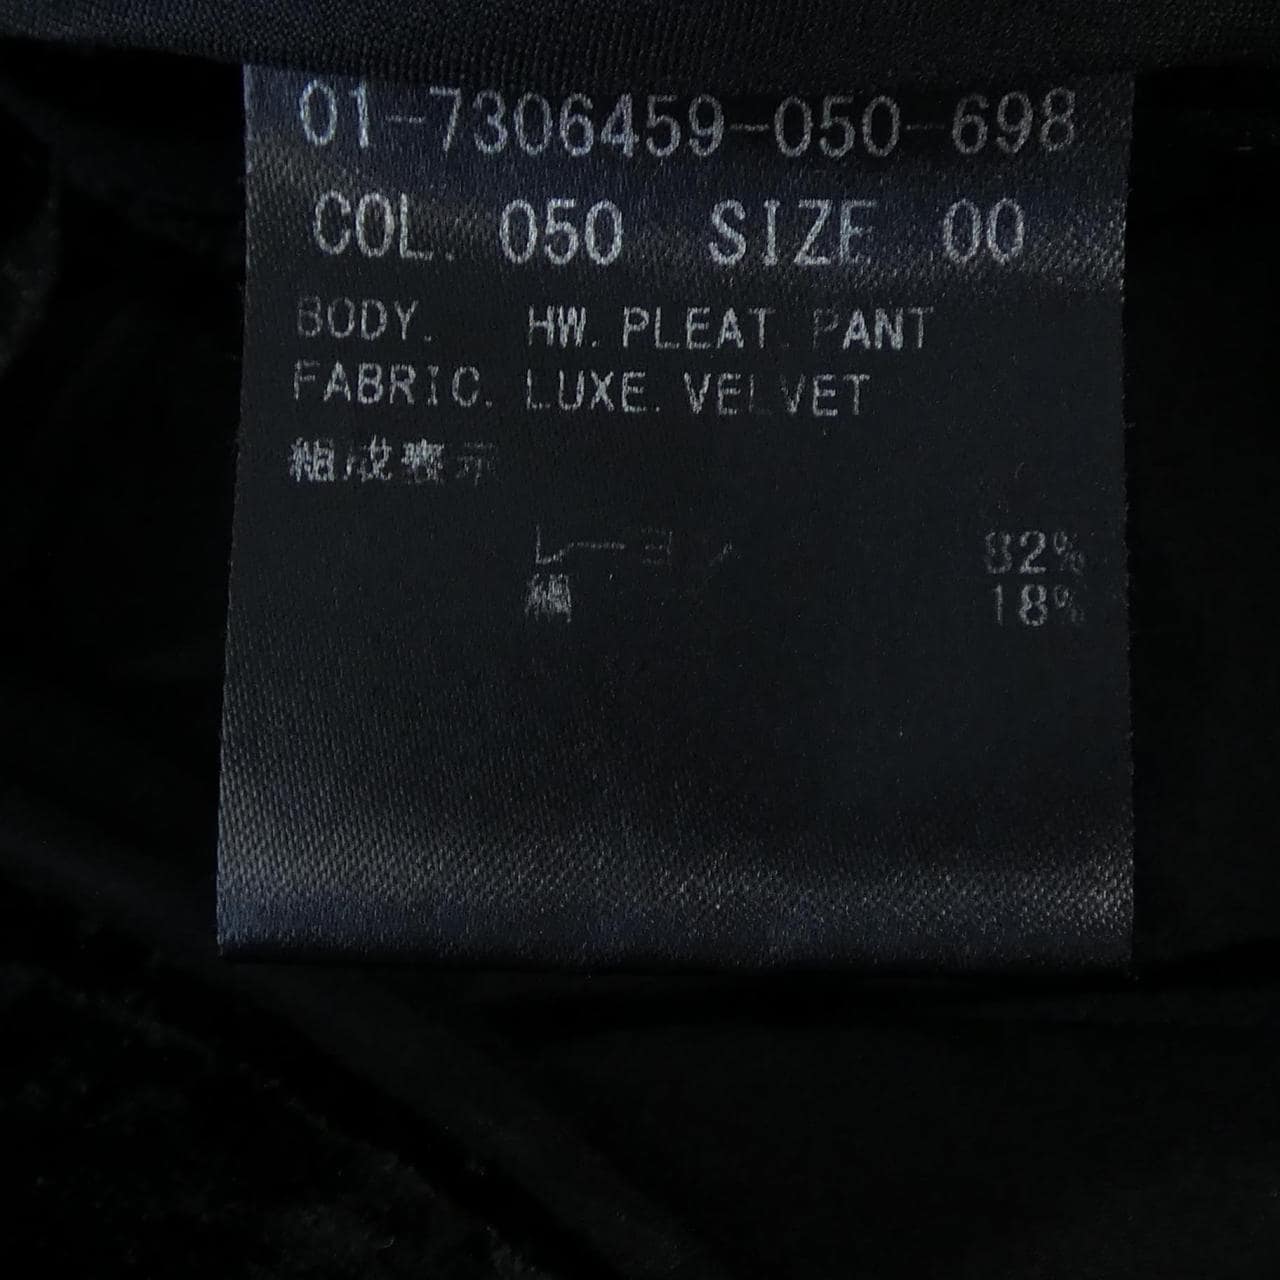 01-7306459-050-698
COL. 050 SIZE 00
BODY. HW. PLEAT. PANT
FABRIC. LUXE. VELVET
組成表示
レーヨン 82%
絹 18%